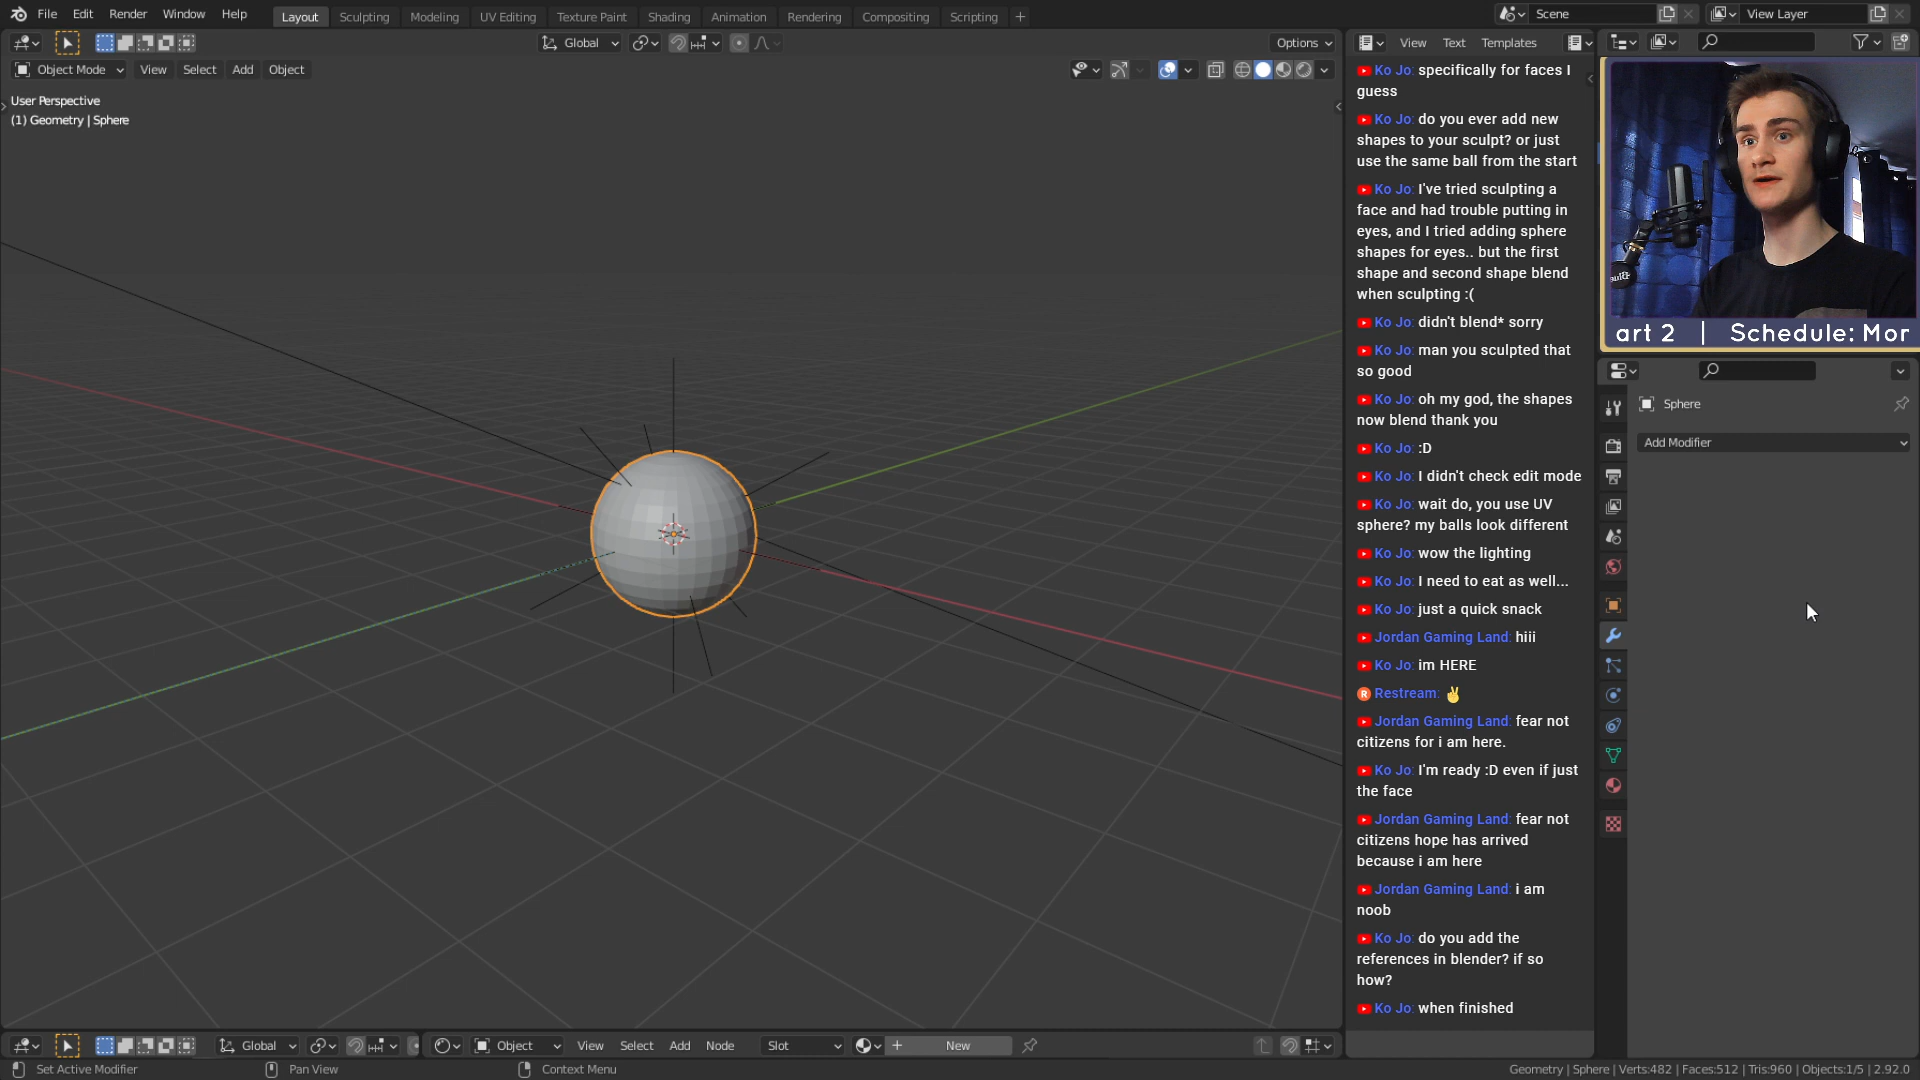 File Edit Render Window Help Layout Sculpting Modeling UV Editing Texture Paint Shading Animation Rendering Compositing Scripting + Scene View Layer
Global Options View Text Templates
Object Mode View Select Add Object
User Perspective
(1) Geometry | Sphere
Ko Jo: specifically for faces I
guess
Ko Jo: do you ever add new
shapes to your sculpt? or just
use the same ball from the start
Ko Jo: I've tried sculpting a
face and had trouble putting in
eyes, and I tried adding sphere
shapes for eyes.. but the first
shape and second shape blend
when sculpting :(
Ko Jo: didn't blend* sorry
Ko Jo: man you sculpted that
so good
Ko Jo: oh my god, the shapes
now blend thank you
Ko Jo: :D
Ko Jo: I didn't check edit mode
Ko Jo: wait do, you use UV
sphere? my balls look different
Ko Jo: wow the lighting
Ko Jo: I need to eat as well...
Ko Jo: just a quick snack
Jordan Gaming Land: hiii
Ko Jo: im HERE
Restream: ✌
Jordan Gaming Land: fear not
citizens for i am here.
Ko Jo: I'm ready :D even if just
the face
Jordan Gaming Land: fear not
citizens hope has arrived
because i am here
Jordan Gaming Land: i am
noob
Ko Jo: do you add the
references in blender? if so
how?
Ko Jo: when finished
art 2 | Schedule: Mor
Sphere
Add Modifier
Global Object View Select Add Node Slot + New
Set Active Modifier Pan View Context Menu Geometry | Sphere | Verts:482 | Faces:512 | Tris:960 | Objects:1/5 | 2.92.0